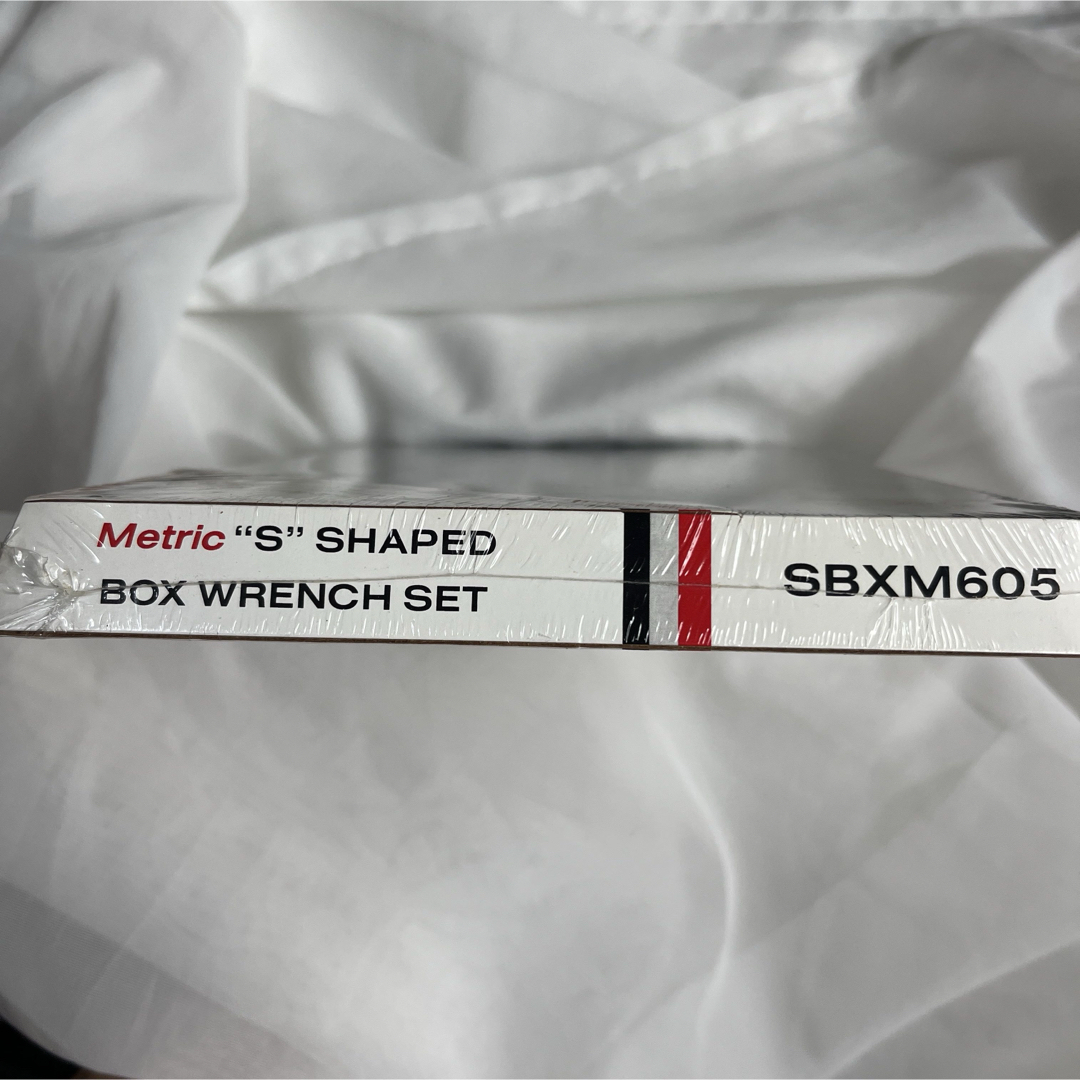 Metric “S” SHAPED
BOX WRENCH SET
SBXM605